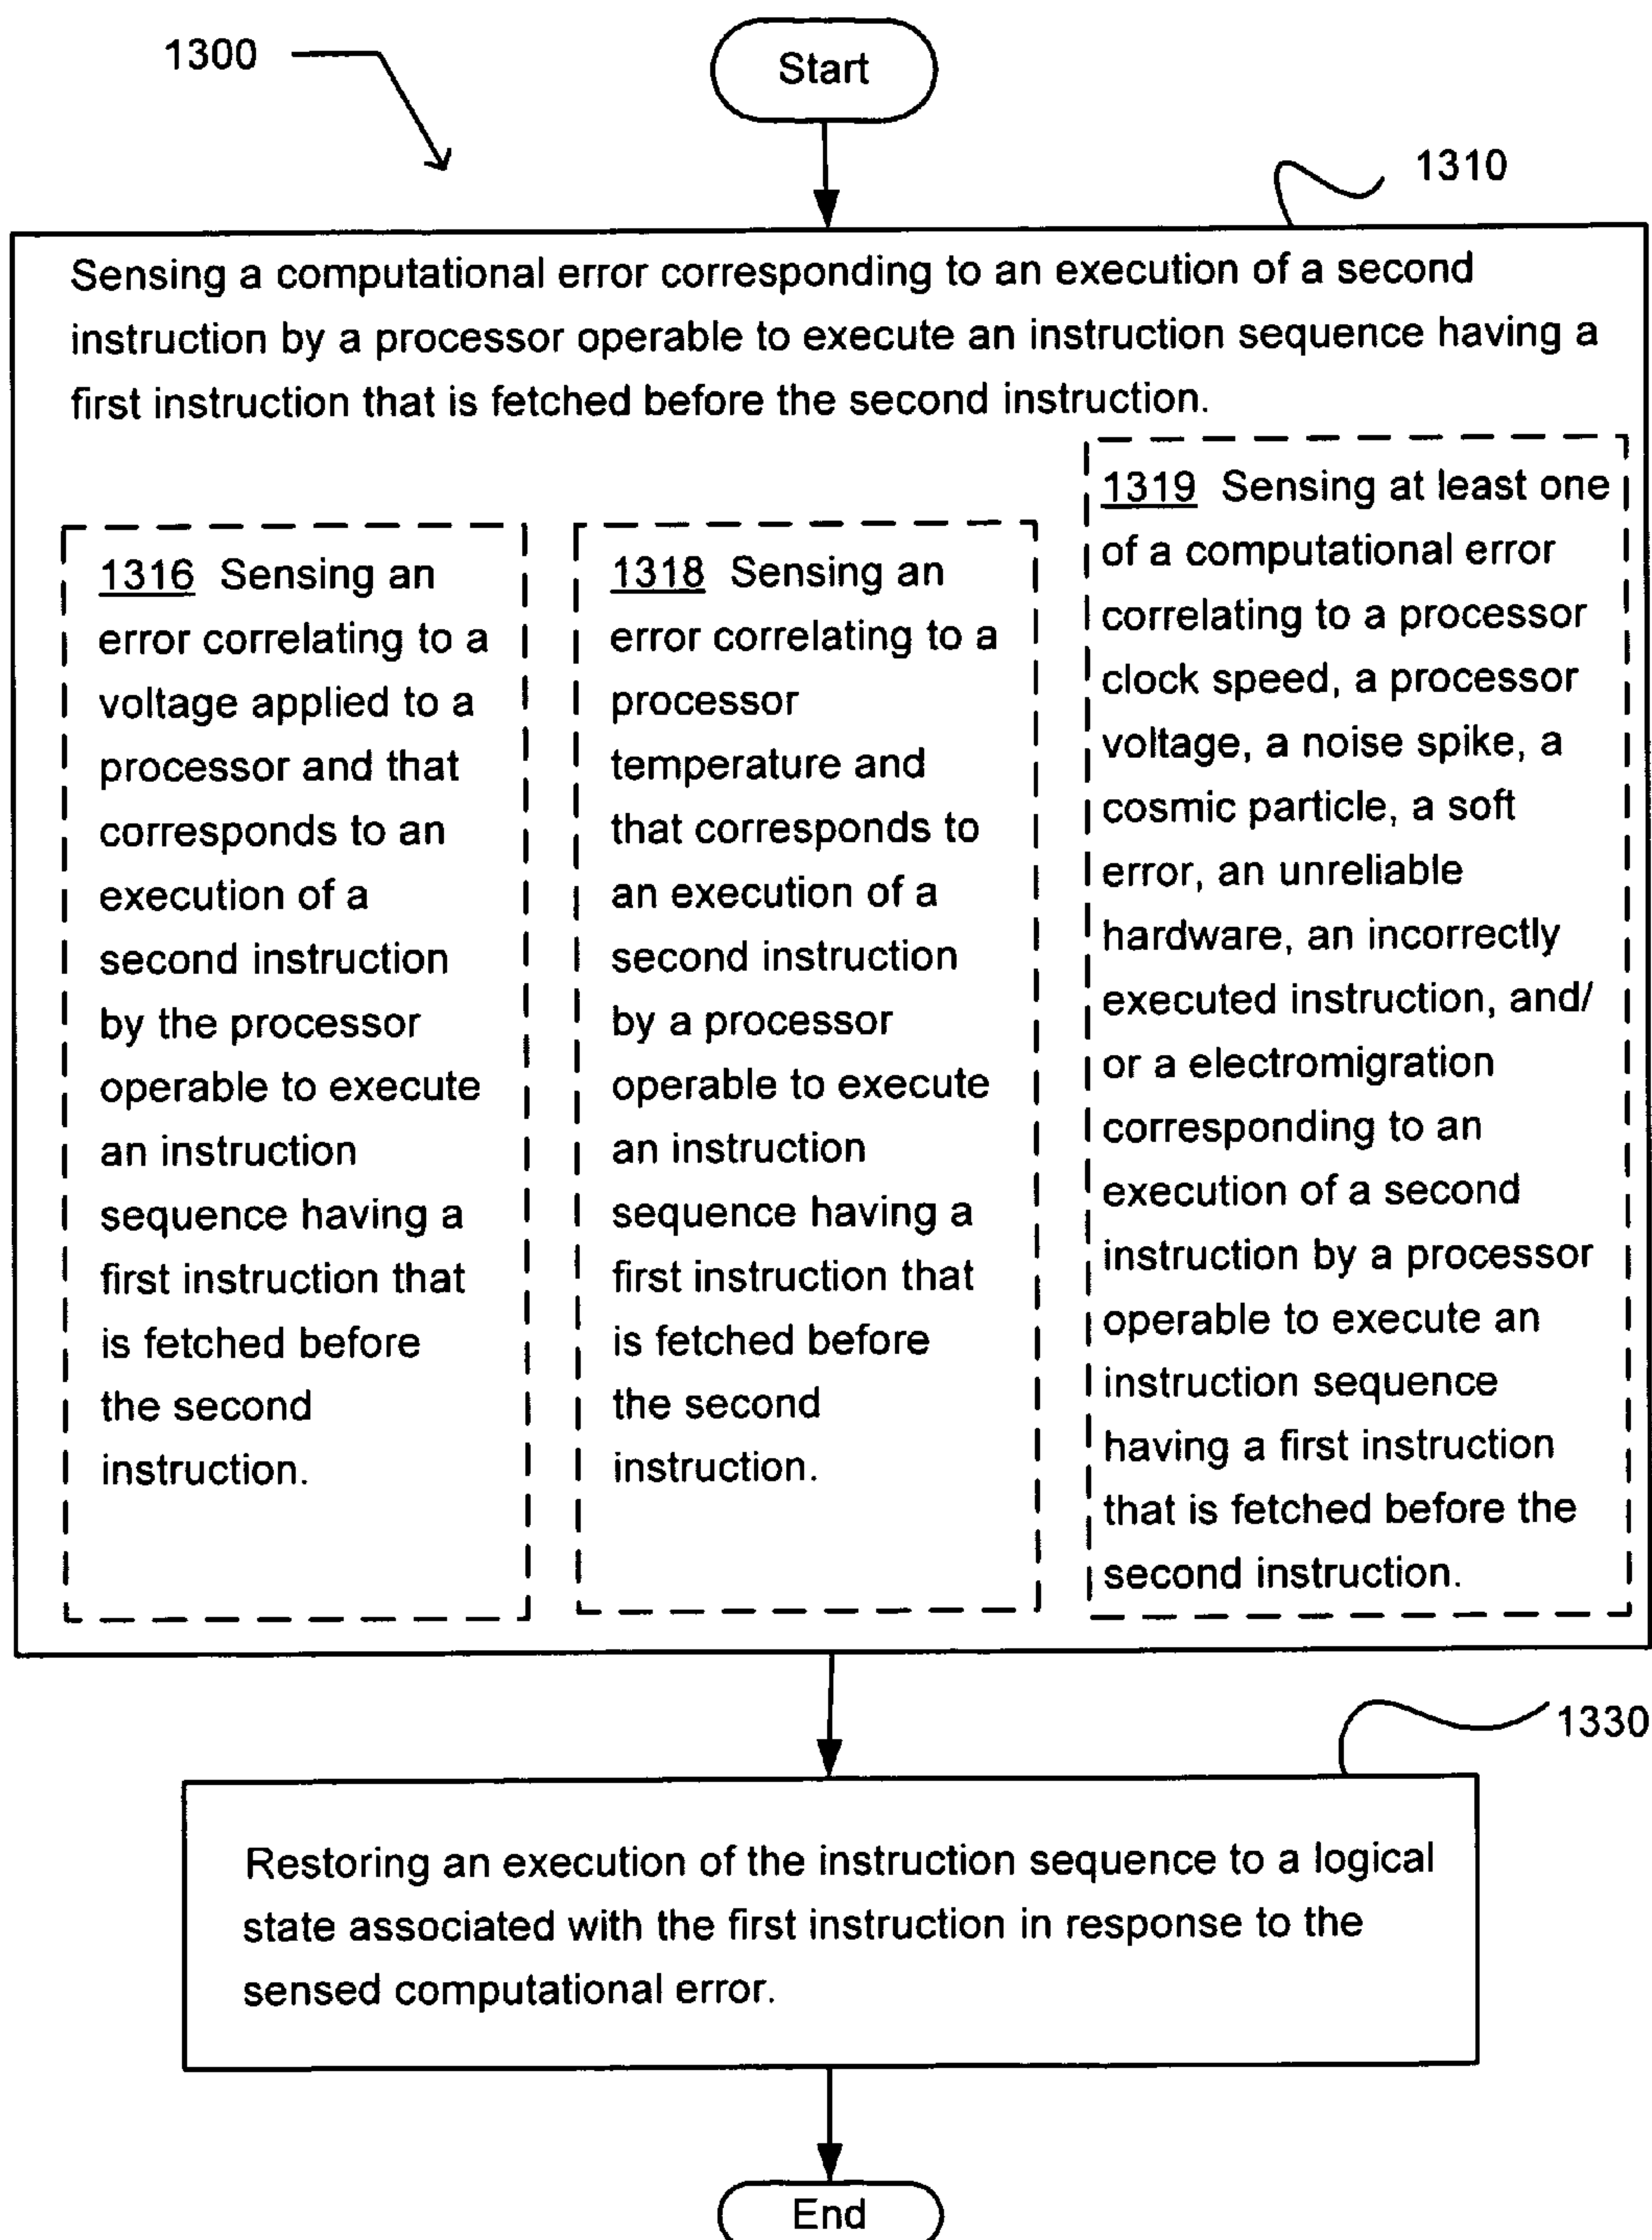 1300
Start
1310
Sensing a computational error corresponding to an execution of a second
instruction by a processor operable to execute an instruction sequence having a
first instruction that is fetched before the second instruction.
1316 Sensing an
error correlating to a
voltage applied to a
processor and that
corresponds to an
execution of a
second instruction
by the processor
operable to execute
an instruction
sequence having a
first instruction that
is fetched before
the second
instruction.
1318 Sensing an
error correlating to a
processor
temperature and
that corresponds to
an execution of a
second instruction
by a processor
operable to execute
an instruction
sequence having a
first instruction that
is fetched before
the second
instruction.
1319 Sensing at least one
of a computational error
correlating to a processor
clock speed, a processor
voltage, a noise spike, a
cosmic particle, a soft
error, an unreliable
hardware, an incorrectly
executed instruction, and/
or a electromigration
corresponding to an
execution of a second
instruction by a processor
operable to execute an
instruction sequence
having a first instruction
that is fetched before the
second instruction.
1330
Restoring an execution of the instruction sequence to a logical
state associated with the first instruction in response to the
sensed computational error.
End